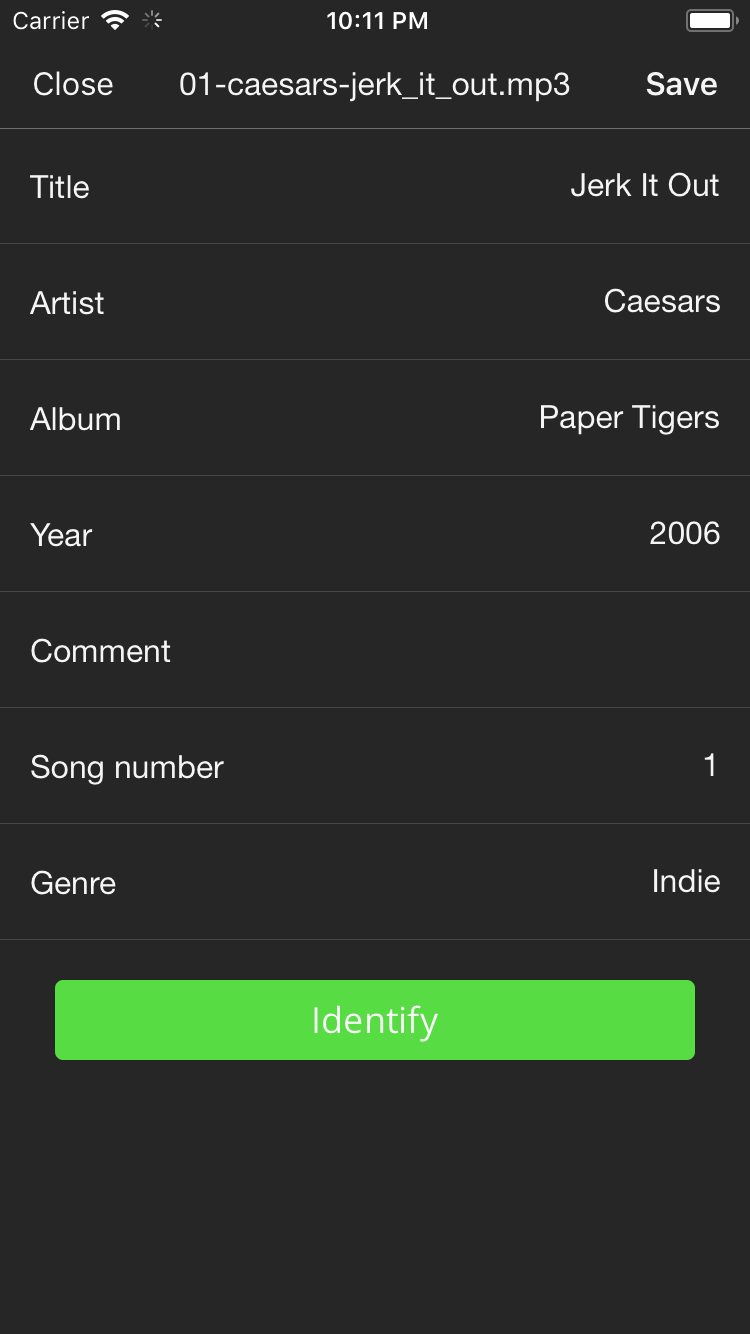 Carrier 10:11 PM
Close 01-caesars-jerk_it_out.mp3 Save
Title Jerk It Out
Artist Caesars
Album Paper Tigers
Year 2006
Comment
Song number 1
Genre Indie
Identify